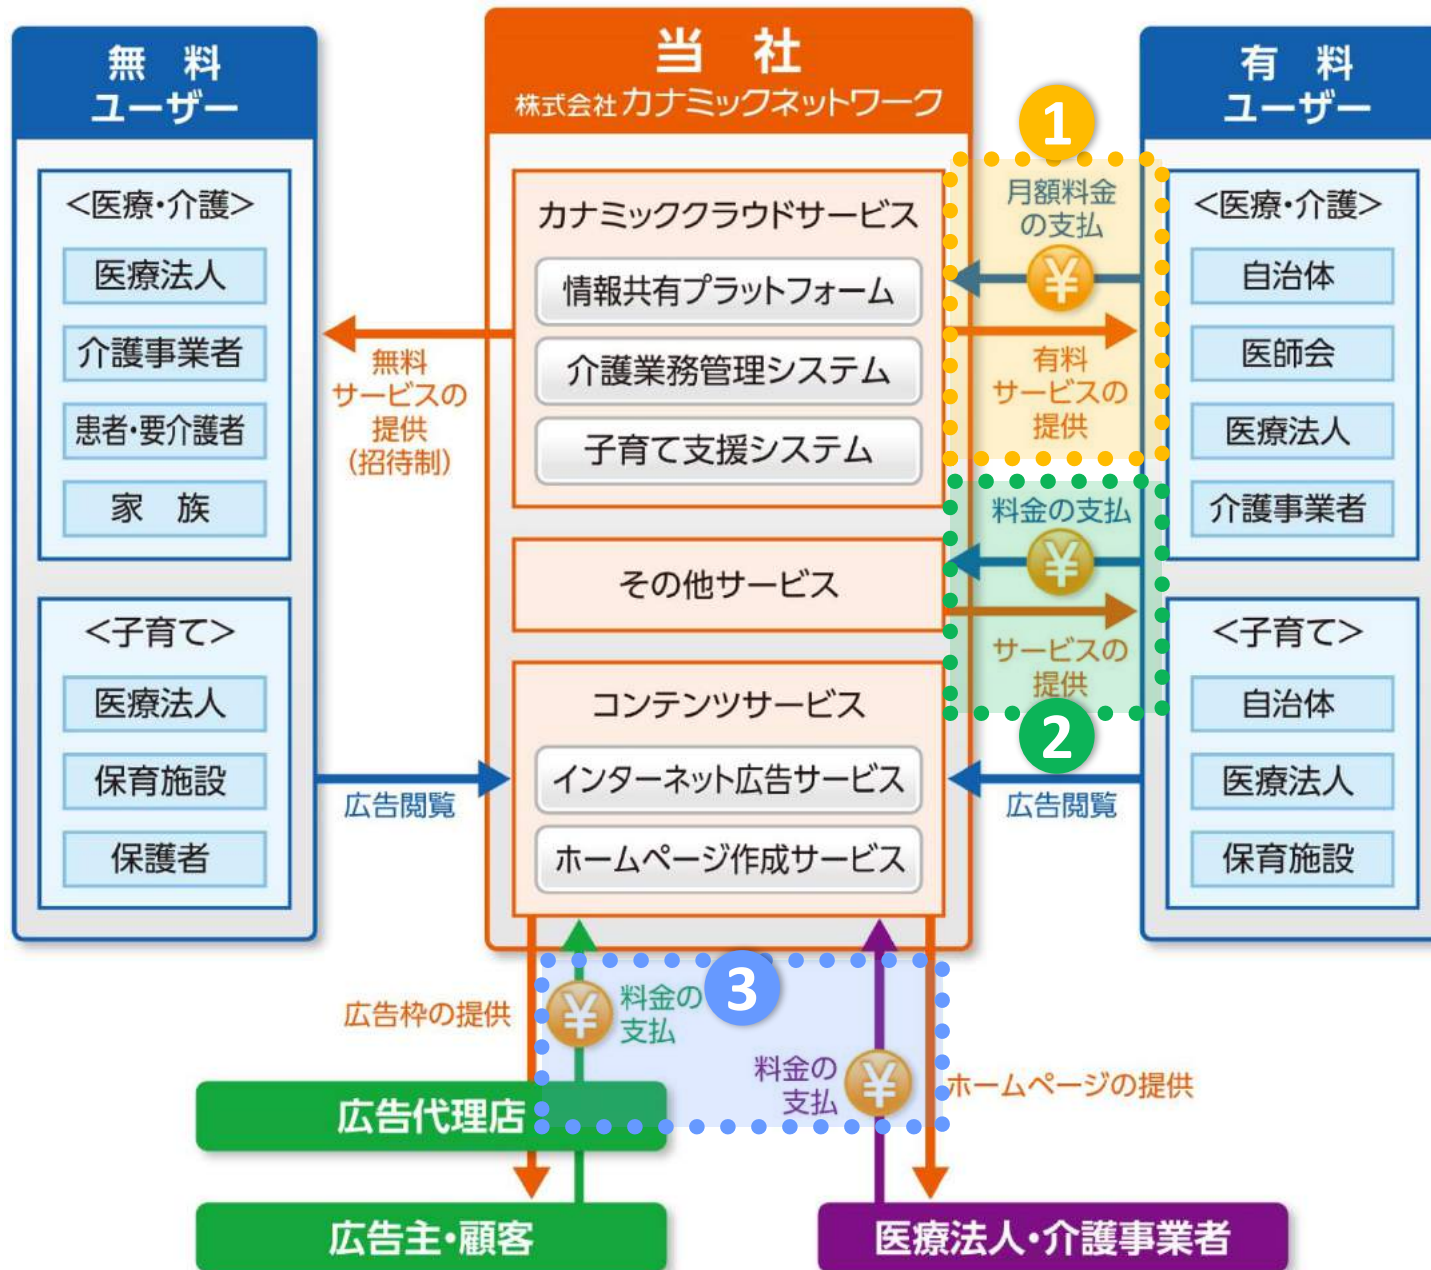 無 料
ユーザー
<医療・介護>
医療法人
介護事業者
患者・要介護者
家 族
<子育て>
医療法人
保育施設
保護者
無料
サービスの
提供
(招待制)
広告閲覧
当 社
株式会社カナミックネットワーク
カナミッククラウドサービス
情報共有プラットフォーム
介護業務管理システム
子育て支援システム
その他サービス
コンテンツサービス
インターネット広告サービス
ホームページ作成サービス
1
月額料金
の支払
¥
有料
サービスの
提供
料金の支払
¥
サービスの
提供
2
広告閲覧
有 料
ユーザー
<医療・介護>
自治体
医師会
医療法人
介護事業者
<子育て>
自治体
医療法人
保育施設
3
広告枠の提供
¥
料金の
支払
料金の
支払
¥
ホームページの提供
広告代理店
広告主・顧客
医療法人・介護事業者